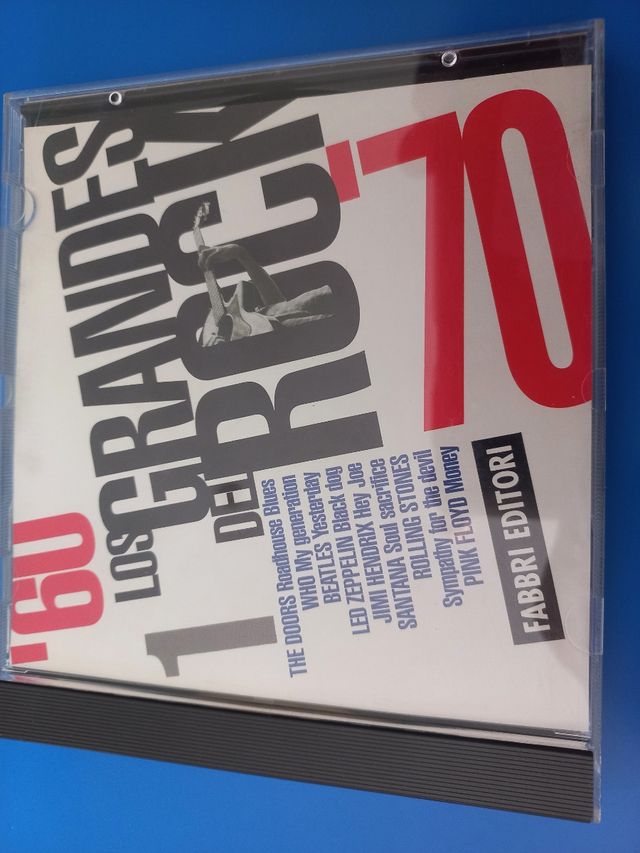 '60
LOS
GRANDES
DEL
ROCK
'70
1
THE DOORS Roadhouse Blues
WHO My generation
BEATLES Yesterday
LED ZEPPELIN Black dog
JIMI HENDRIX Hey Joe
SANTANA Soul sacrifice
ROLLING STONES
Sympathy for the devil
PINK FLOYD Money
FABBRI EDITORI